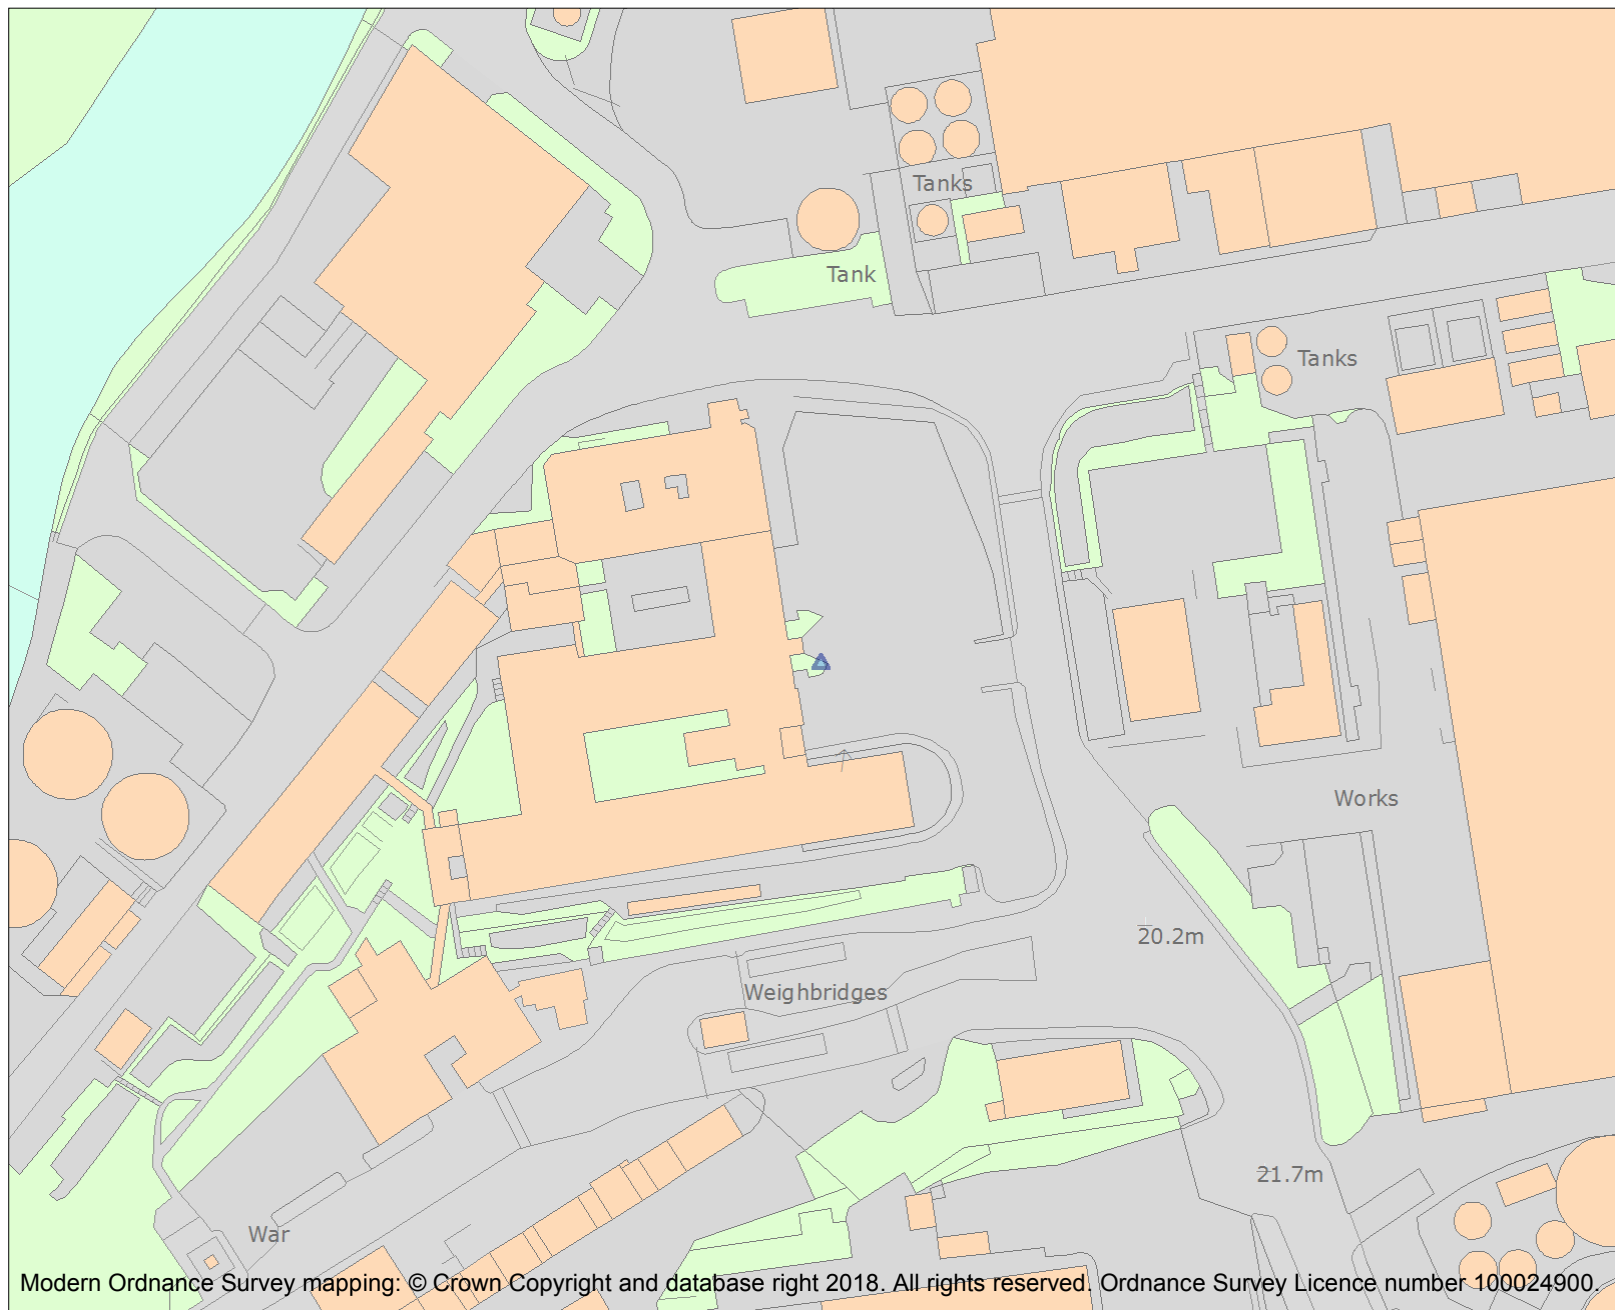 Tanks
Tank
Tanks
Works
20.2m
Weighbridges
21.7m
War
Modern Ordnance Survey mapping: © Crown Copyright and database right 2018. All rights reserved. Ordnance Survey Licence number 100024900.